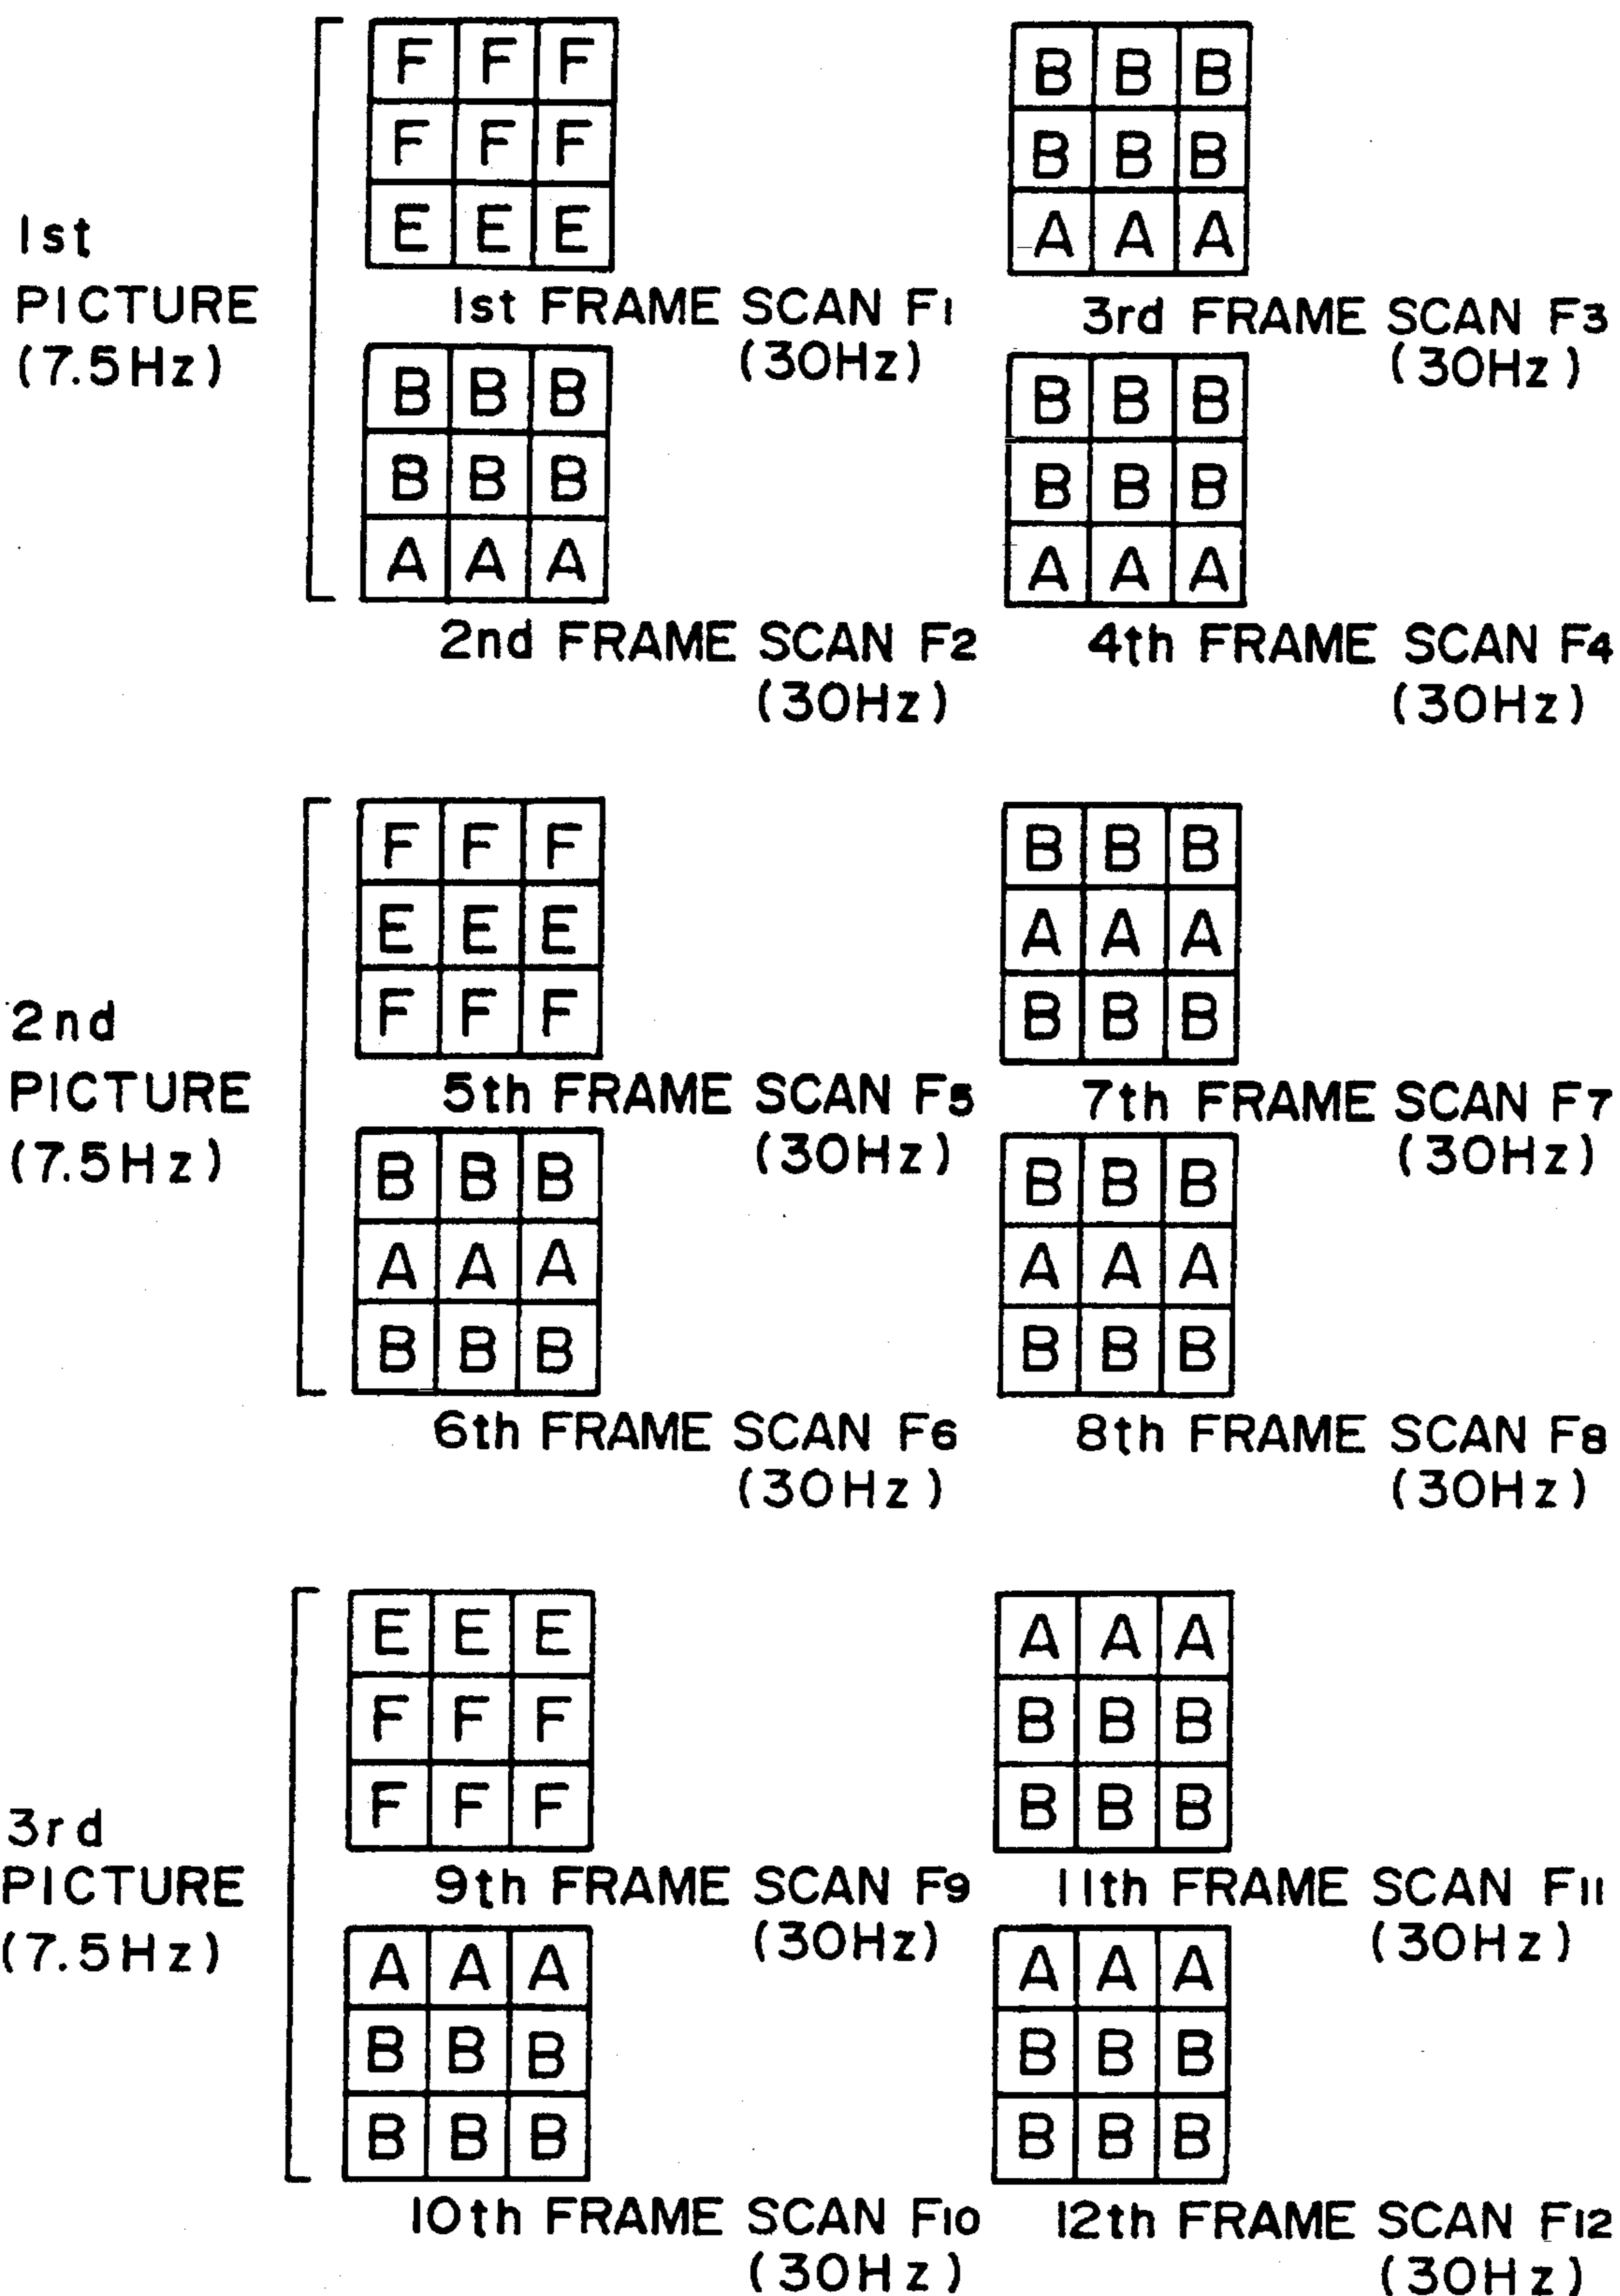 1st
PICTURE
(7.5Hz)
F F F
F F F
E E E
1st FRAME SCAN F1
(30Hz)
B B B
B B B
A A A
2nd FRAME SCAN F2
(30Hz)
B B B
B B B
A A A
3rd FRAME SCAN F3
(30Hz)
B B B
B B B
A A A
4th FRAME SCAN F4
(30Hz)
2nd
PICTURE
(7.5Hz)
F F F
E E E
F F F
5th FRAME SCAN F5
(30Hz)
B B B
A A A
B B B
6th FRAME SCAN F6
(30Hz)
B B B
A A A
B B B
7th FRAME SCAN F7
(30Hz)
B B B
A A A
B B B
8th FRAME SCAN F8
(30Hz)
3rd
PICTURE
(7.5Hz)
E E E
F F F
F F F
9th FRAME SCAN F9
(30Hz)
A A A
B B B
B B B
10th FRAME SCAN F10
(30Hz)
A A A
B B B
B B B
11th FRAME SCAN F11
(30Hz)
A A A
B B B
B B B
12th FRAME SCAN F12
(30Hz)